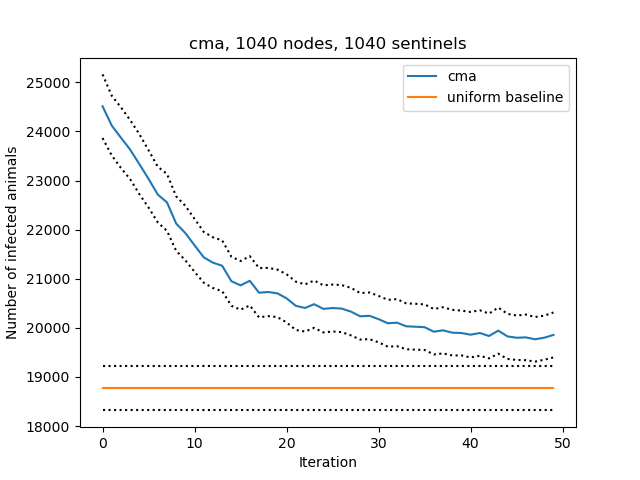 cma, 1040 nodes, 1040 sentinels
cma
uniform baseline
Number of infected animals
25000
24000
23000
22000
21000
20000
19000
18000
0 10 20 30 40 50
Iteration